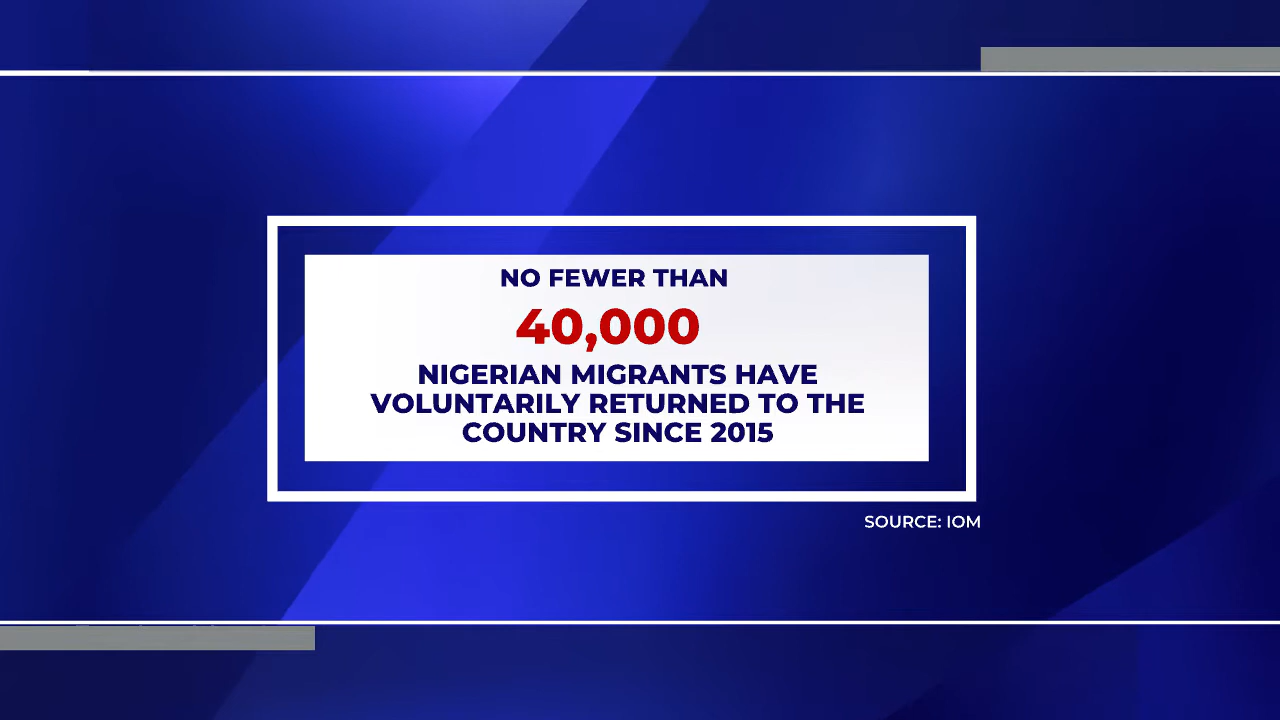 NO FEWER THAN
40,000
NIGERIAN MIGRANTS HAVE
VOLUNTARILY RETURNED TO THE
COUNTRY SINCE 2015
SOURCE: IOM